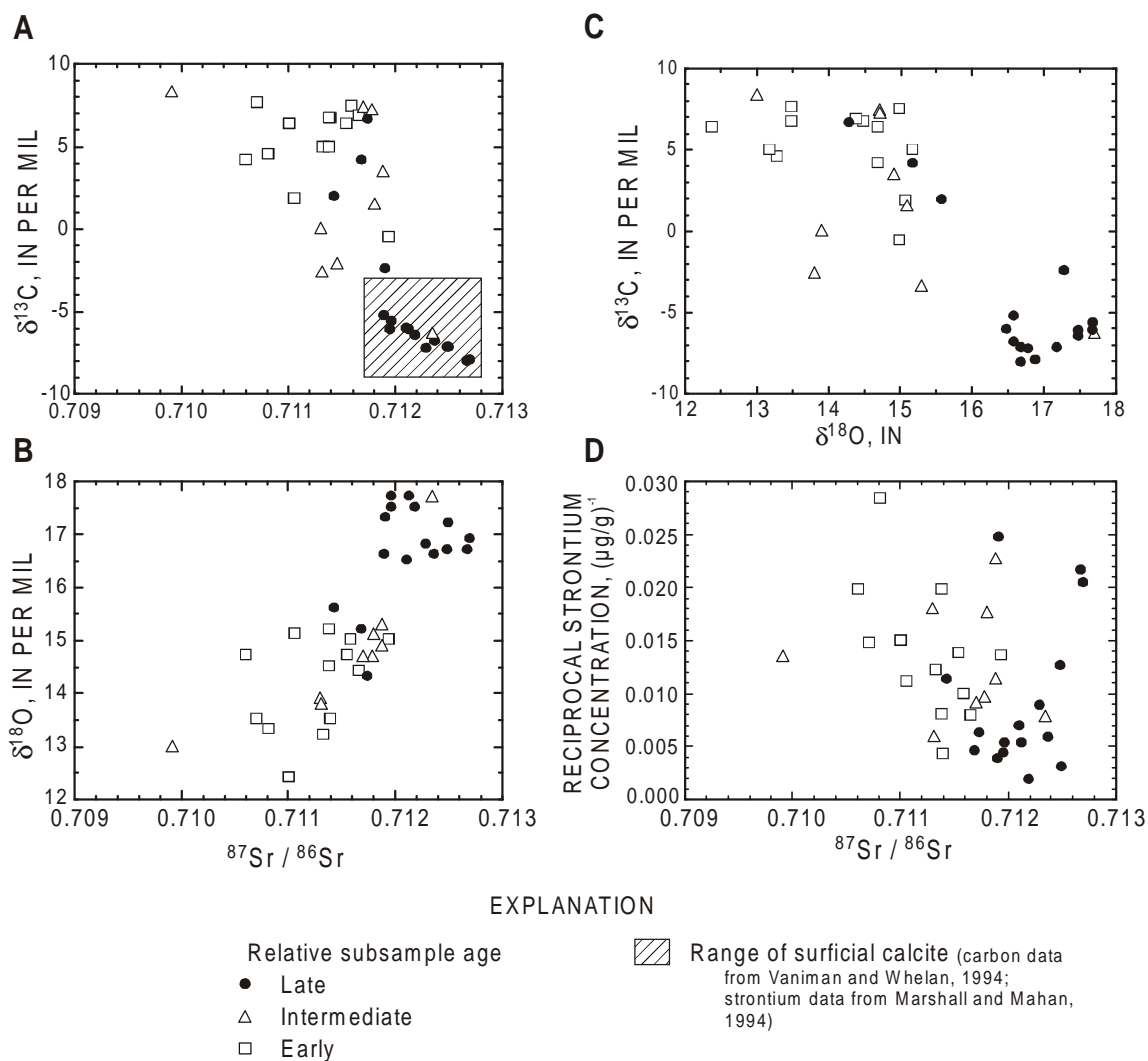 A
10
5
0
-5
-10
δ13C, IN PER MIL
0.709
0.710
0.711
0.712
0.713
C
10
5
0
-5
-10
δ13C, IN PER MIL
12
13
14
15
16
17
18
δ18O, IN
B
18
17
16
15
14
13
12
δ18O, IN PER MIL
0.709
0.710
0.711
0.712
0.713
87Sr / 86Sr
D
0.030
0.025
0.020
0.015
0.010
0.005
0.000
RECIPROCAL STRONTIUM
CONCENTRATION, (µg/g)-1
0.709
0.710
0.711
0.712
0.713
87Sr / 86Sr
EXPLANATION
Relative subsample age
Late
Intermediate
Early
Range of surficial calcite (carbon data
from Vaniman and Whelan, 1994;
strontium data from Marshall and Mahan,
1994)